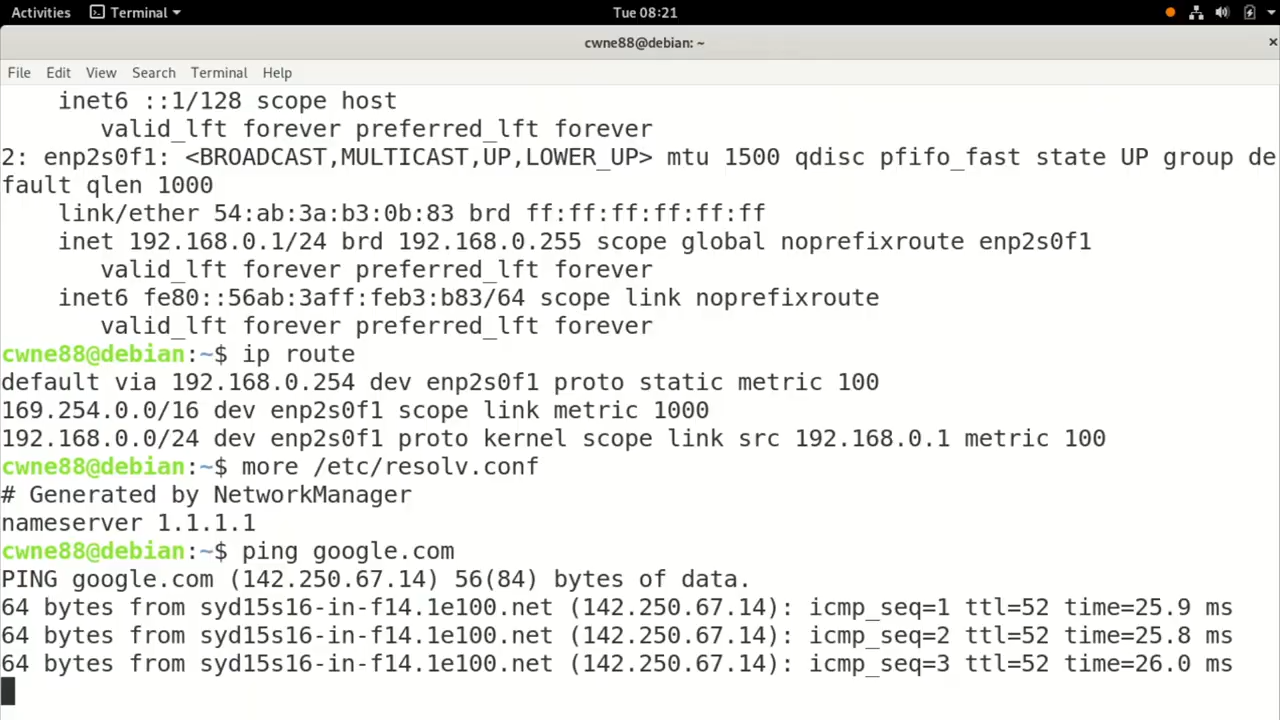 Activities Terminal Tue 08:21
cwne88@debian: ~ ×
File Edit View Search Terminal Help
inet6 ::1/128 scope host
valid_lft forever preferred_lft forever
2: enp2s0f1: <BROADCAST,MULTICAST,UP,LOWER_UP> mtu 1500 qdisc pfifo_fast state UP group de
fault qlen 1000
link/ether 54:ab:3a:b3:0b:83 brd ff:ff:ff:ff:ff:ff
inet 192.168.0.1/24 brd 192.168.0.255 scope global noprefixroute enp2s0f1
valid_lft forever preferred_lft forever
inet6 fe80::56ab:3aff:feb3:b83/64 scope link noprefixroute
valid_lft forever preferred_lft forever
cwne88@debian:~$ ip route
default via 192.168.0.254 dev enp2s0f1 proto static metric 100
169.254.0.0/16 dev enp2s0f1 scope link metric 1000
192.168.0.0/24 dev enp2s0f1 proto kernel scope link src 192.168.0.1 metric 100
cwne88@debian:~$ more /etc/resolv.conf
# Generated by NetworkManager
nameserver 1.1.1.1
cwne88@debian:~$ ping google.com
PING google.com (142.250.67.14) 56(84) bytes of data.
64 bytes from syd15s16-in-f14.1e100.net (142.250.67.14): icmp_seq=1 ttl=52 time=25.9 ms
64 bytes from syd15s16-in-f14.1e100.net (142.250.67.14): icmp_seq=2 ttl=52 time=25.8 ms
64 bytes from syd15s16-in-f14.1e100.net (142.250.67.14): icmp_seq=3 ttl=52 time=26.0 ms